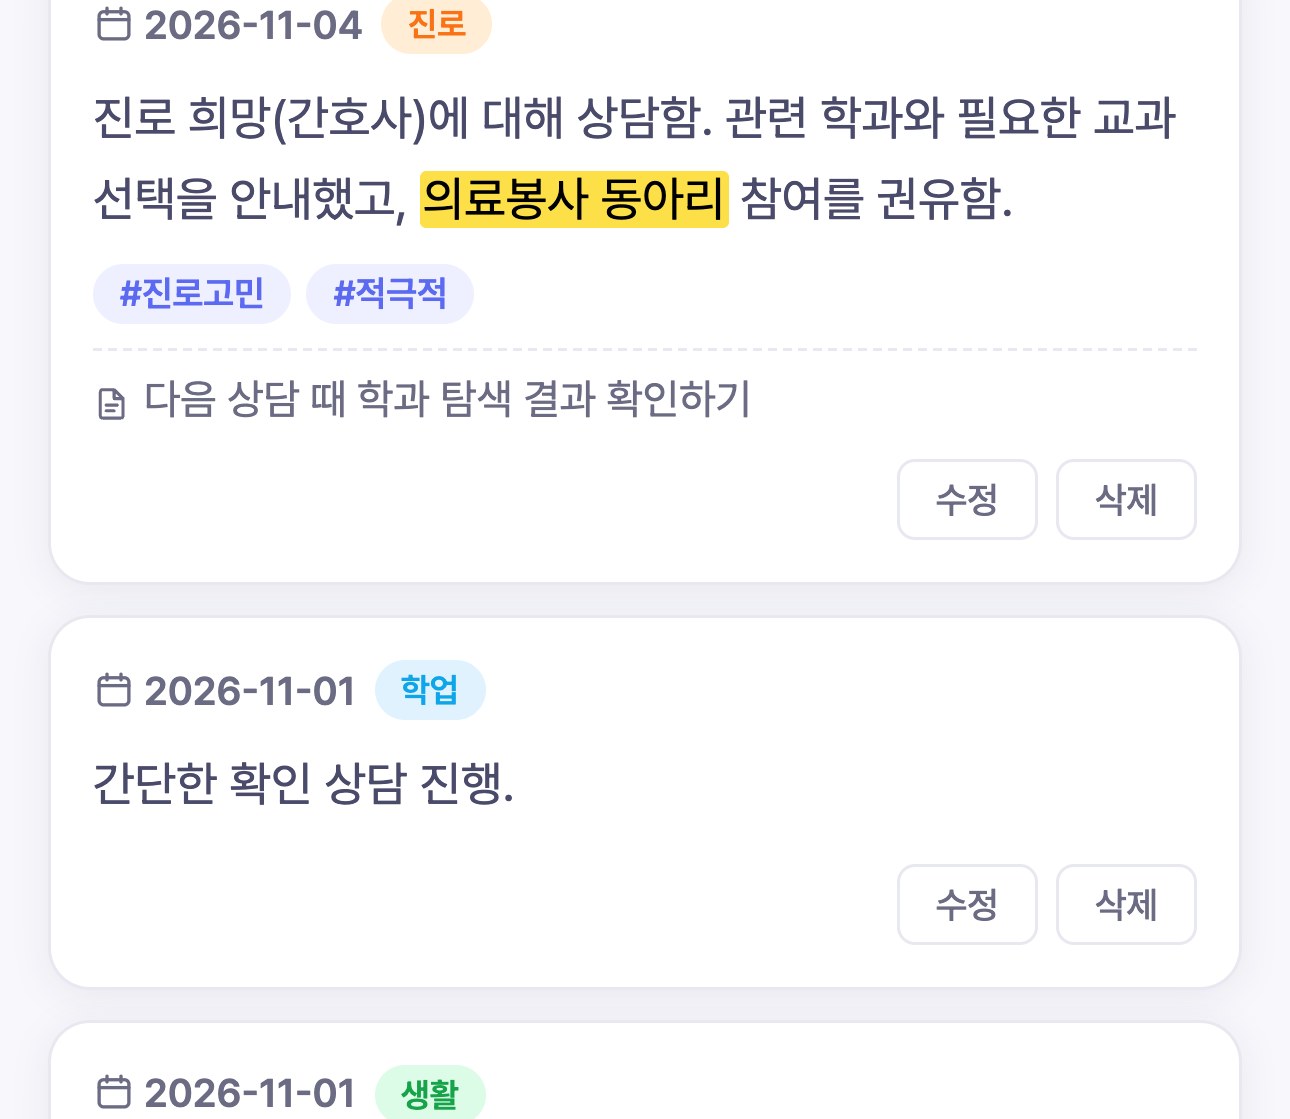 2026-11-04 진로
진로 희망(간호사)에 대해 상담함. 관련 학과와 필요한 교과
선택을 안내했고, 의료봉사 동아리 참여를 권유함.
#진로고민 #적극적
다음 상담 때 학과 탐색 결과 확인하기
수정 삭제
2026-11-01 학업
간단한 확인 상담 진행.
수정 삭제
2026-11-01 생활